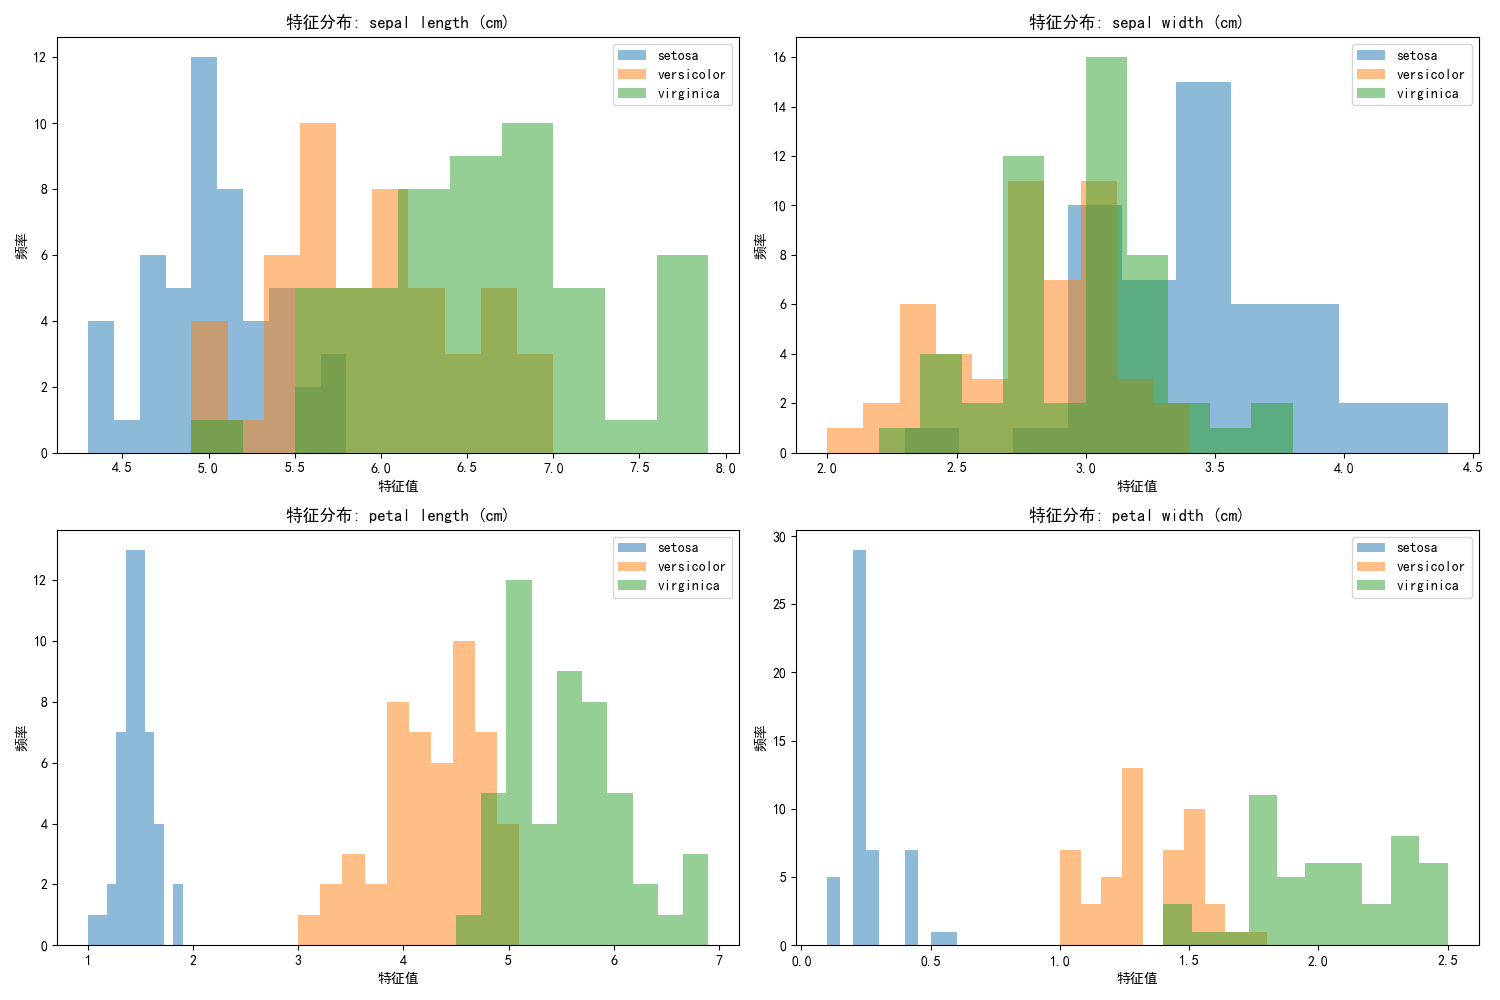 特征分布: sepal length (cm)
12
10
8
6
4
2
0
频率
setosa
versicolor
virginica
4.5 5.0 5.5 6.0 6.5 7.0 7.5 8.0
特征值
特征分布: sepal width (cm)
16
14
12
10
8
6
4
2
0
频率
setosa
versicolor
virginica
2.0 2.5 3.0 3.5 4.0 4.5
特征值
特征分布: petal length (cm)
12
10
8
6
4
2
0
频率
setosa
versicolor
virginica
1 2 3 4 5 6 7
特征值
特征分布: petal width (cm)
30
25
20
15
10
5
0
频率
setosa
versicolor
virginica
0.0 0.5 1.0 1.5 2.0 2.5
特征值